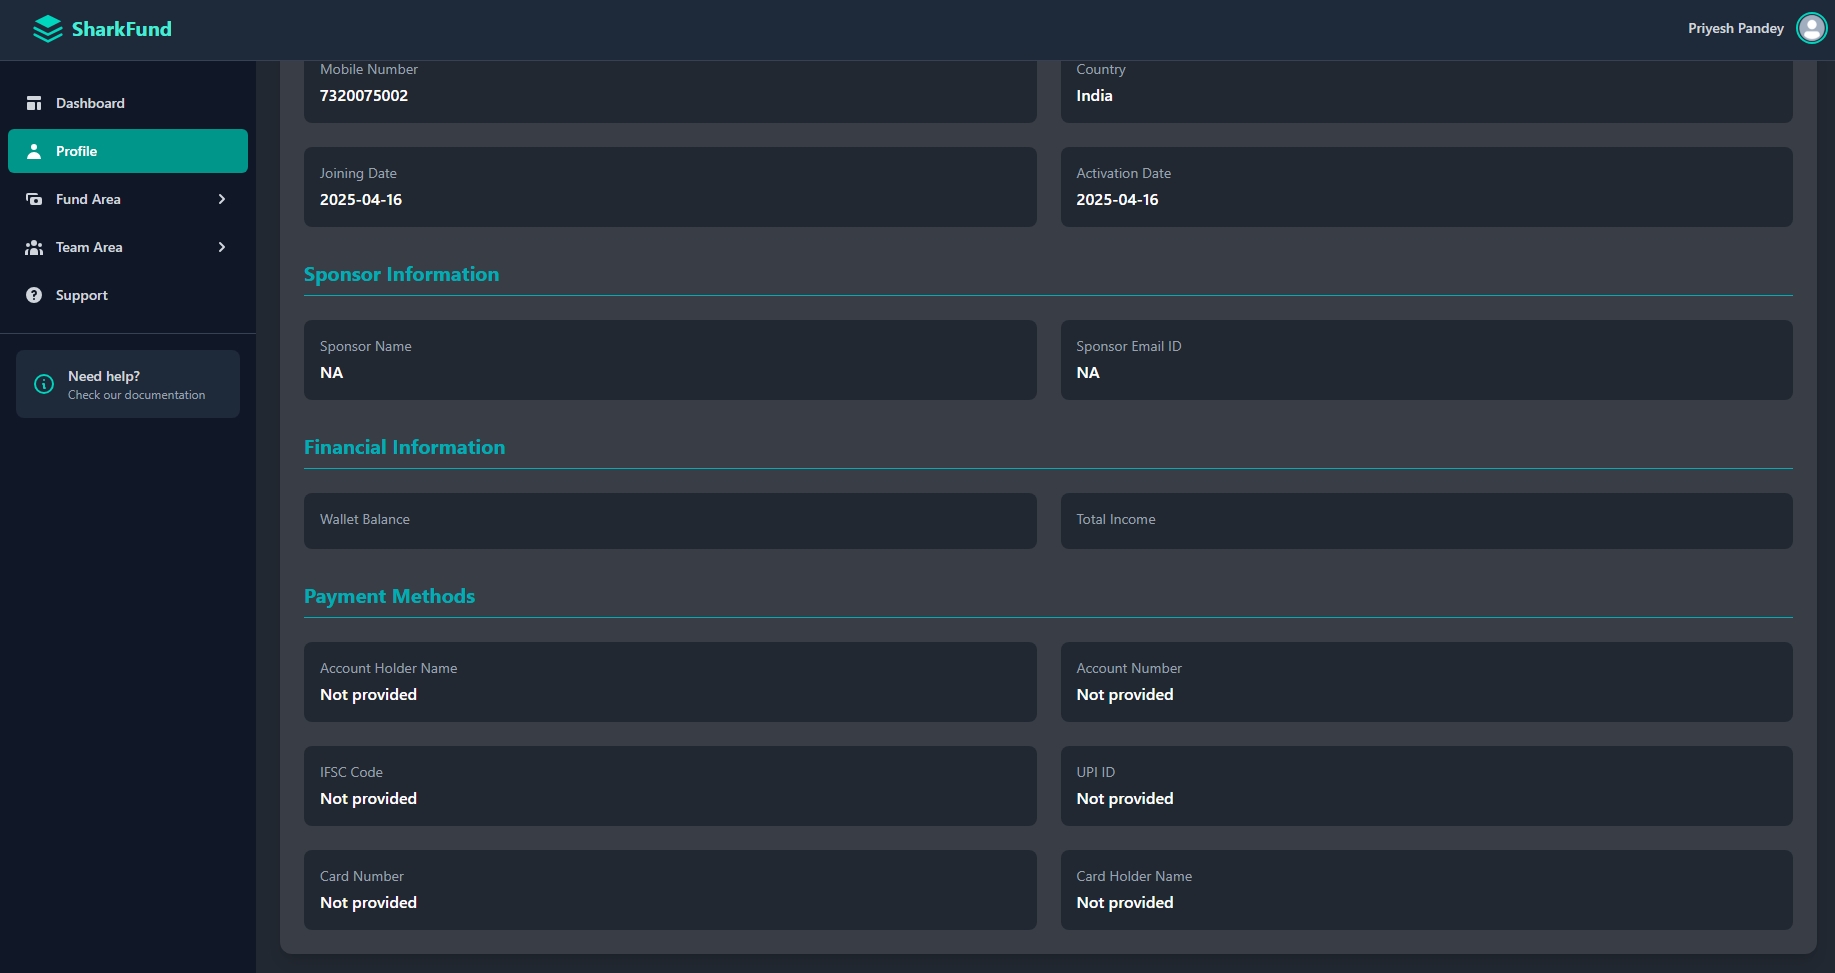 SharkFund
Priyesh Pandey
Dashboard
Profile
Fund Area
Team Area
Support
Need help?
Check our documentation
Mobile Number
7320075002
Country
India
Joining Date
2025-04-16
Activation Date
2025-04-16
Sponsor Information
Sponsor Name
NA
Sponsor Email ID
NA
Financial Information
Wallet Balance
Total Income
Payment Methods
Account Holder Name
Not provided
Account Number
Not provided
IFSC Code
Not provided
UPI ID
Not provided
Card Number
Not provided
Card Holder Name
Not provided